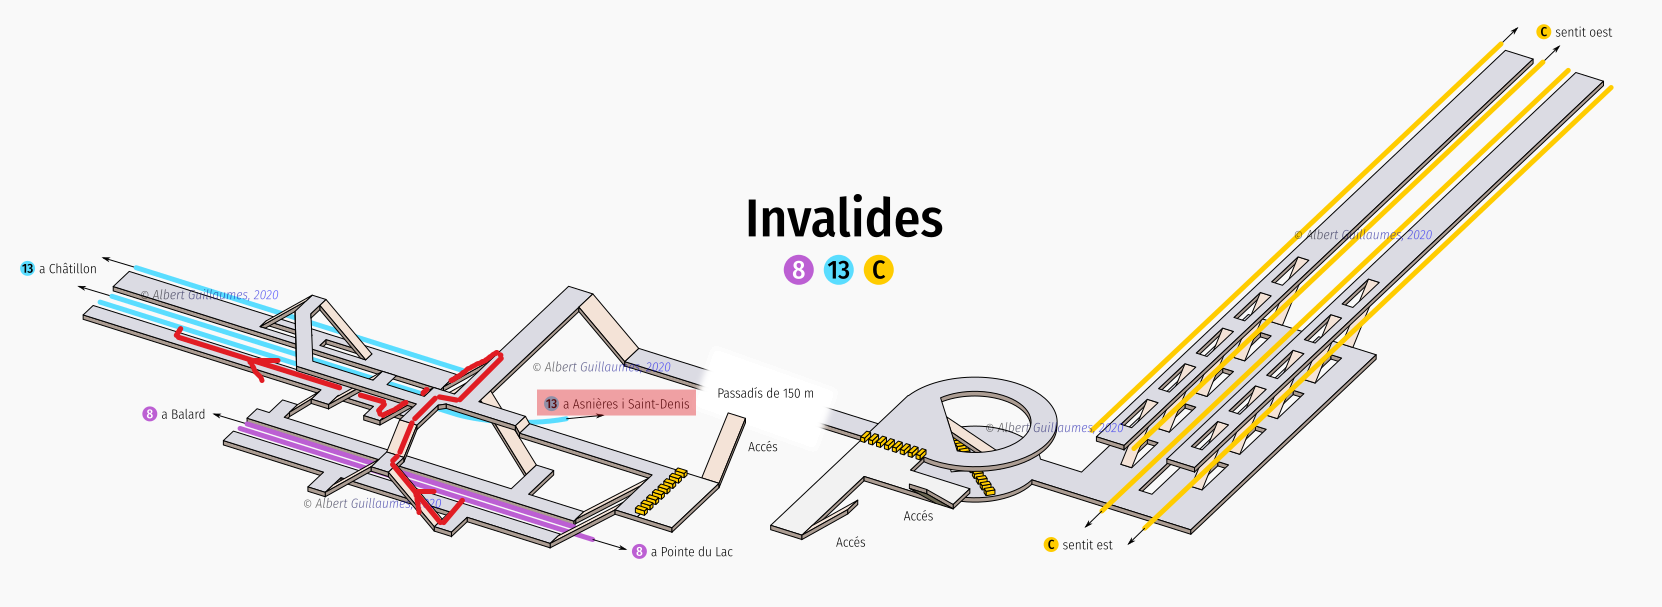 C sentit oest
Invalides
8 13 C
© Albert Guillaumes, 2020
13 a Châtillon
© Albert Guillaumes, 2020
© Albert Guillaumes, 2020
Passadís de 150 m
13 a Asnières i Saint-Denis
8 a Balard
© Albert Guillaumes, 2020
Accés
© Albert Guillaumes, 2020
Accés
Accés
C sentit est
8 a Pointe du Lac